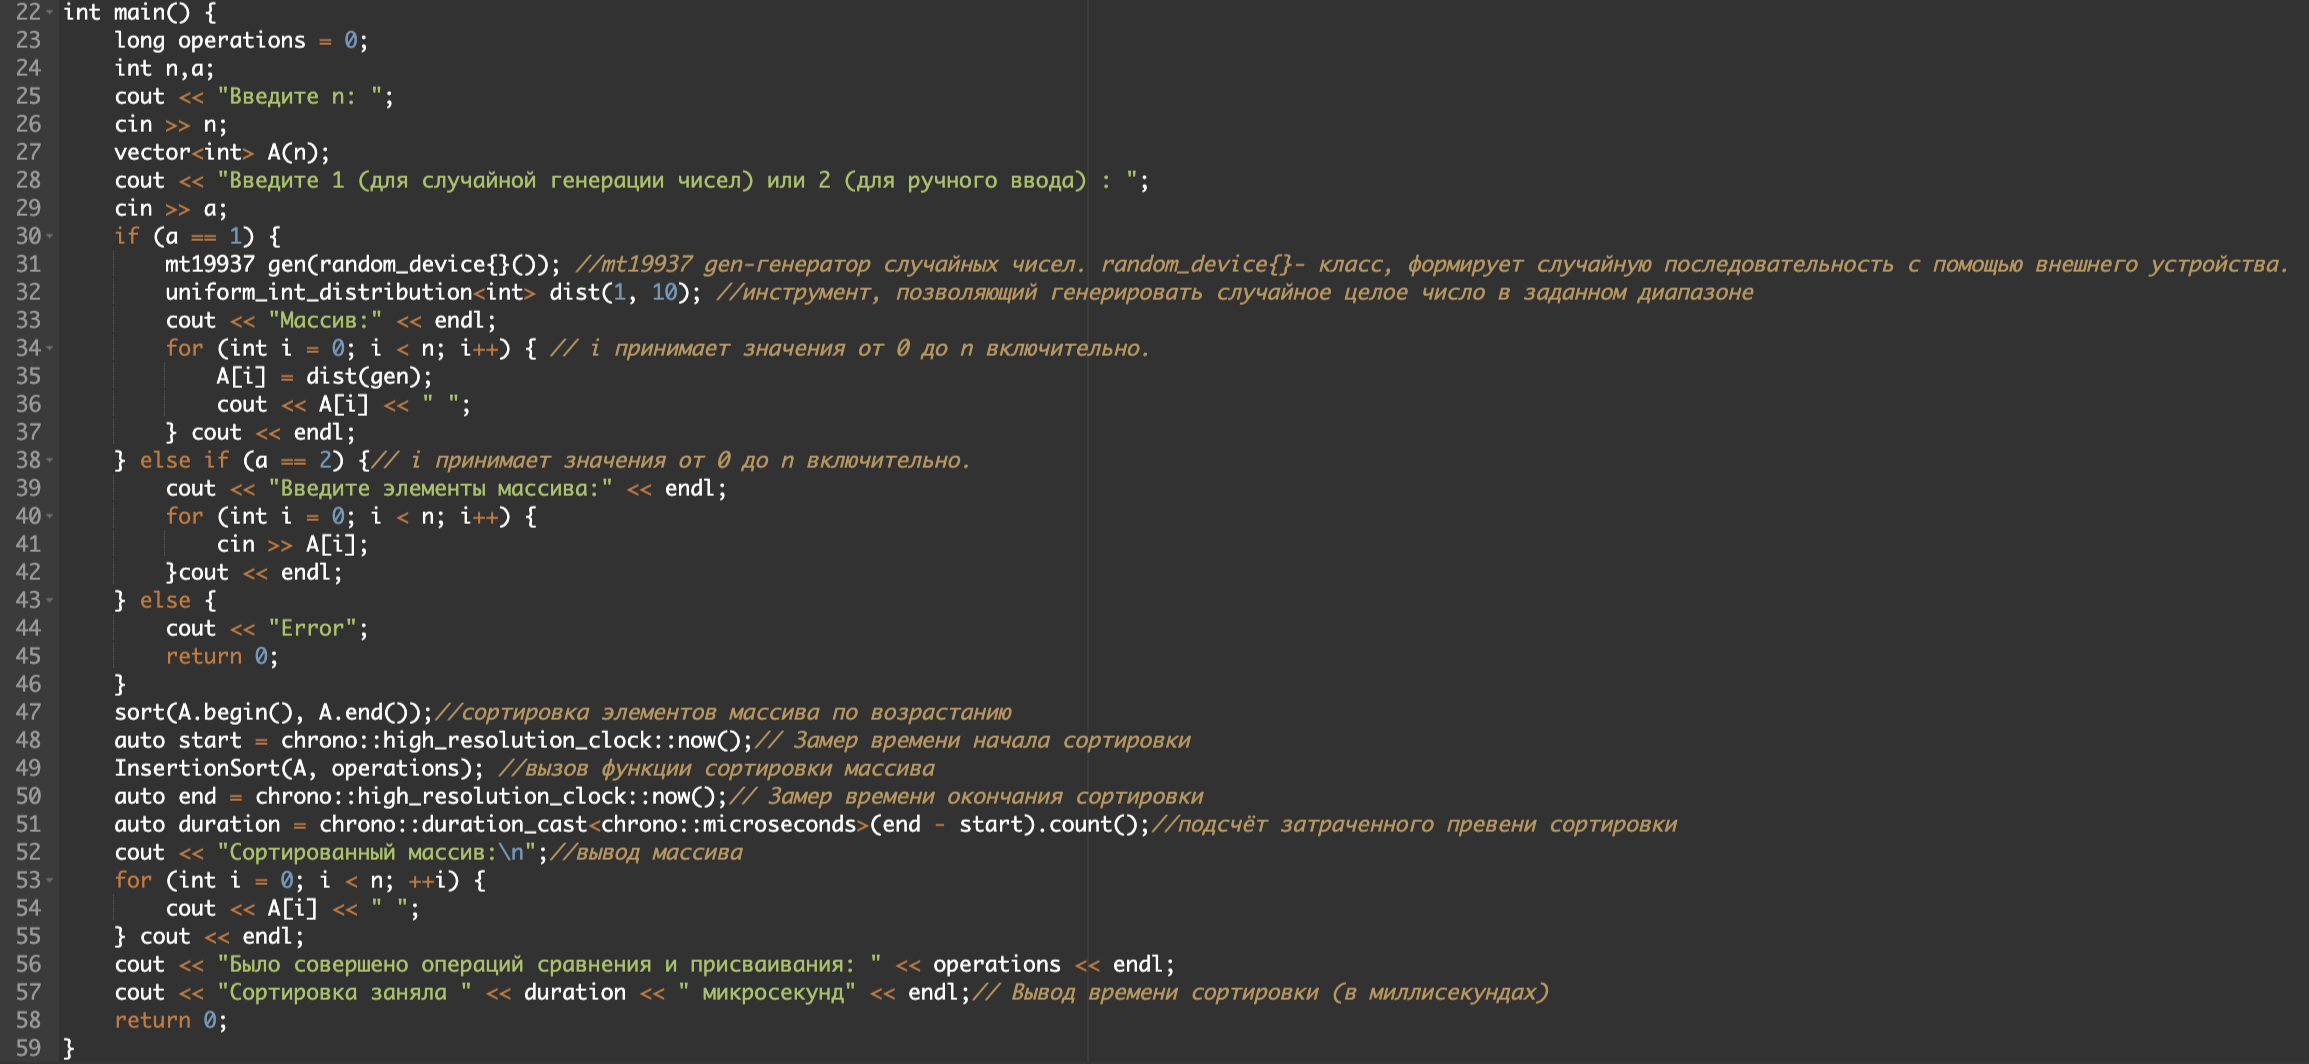 22 int main() {
23     long operations = 0;
24     int n,a;
25     cout << "Введите n: ";
26     cin >> n;
27     vector<int> A(n);
28     cout << "Введите 1 (для случайной генерации чисел) или 2 (для ручного ввода) : ";
29     cin >> a;
30     if (a == 1) {
31         mt19937 gen(random_device{}()); //mt19937 gen-генератор случайных чисел. random_device{}- класс, формирует случайную последовательность с помощью внешнего устройства.
32         uniform_int_distribution<int> dist(1, 10); //инструмент, позволяющий генерировать случайное целое число в заданном диапазоне
33         cout << "Массив:" << endl;
34         for (int i = 0; i < n; i++) { // i принимает значения от 0 до n включительно.
35             A[i] = dist(gen);
36             cout << A[i] << " ";
37         } cout << endl;
38     } else if (a == 2) {// i принимает значения от 0 до n включительно.
39         cout << "Введите элементы массива:" << endl;
40         for (int i = 0; i < n; i++) {
41             cin >> A[i];
42         }cout << endl;
43     } else {
44         cout << "Error";
45         return 0;
46     }
47     sort(A.begin(), A.end());//сортировка элементов массива по возрастанию
48     auto start = chrono::high_resolution_clock::now();// Замер времени начала сортировки
49     InsertionSort(A, operations); //вызов функции сортировки массива
50     auto end = chrono::high_resolution_clock::now();// Замер времени окончания сортировки
51     auto duration = chrono::duration_cast<chrono::microseconds>(end - start).count();//подсчёт затраченного превени сортировки
52     cout << "Сортированный массив:\n";//вывод массива
53     for (int i = 0; i < n; ++i) {
54         cout << A[i] << " ";
55     } cout << endl;
56     cout << "Было совершено операций сравнения и присваивания: " << operations << endl;
57     cout << "Сортировка заняла " << duration << " микросекунд" << endl;// Вывод времени сортировки (в миллисекундах)
58     return 0;
59 }